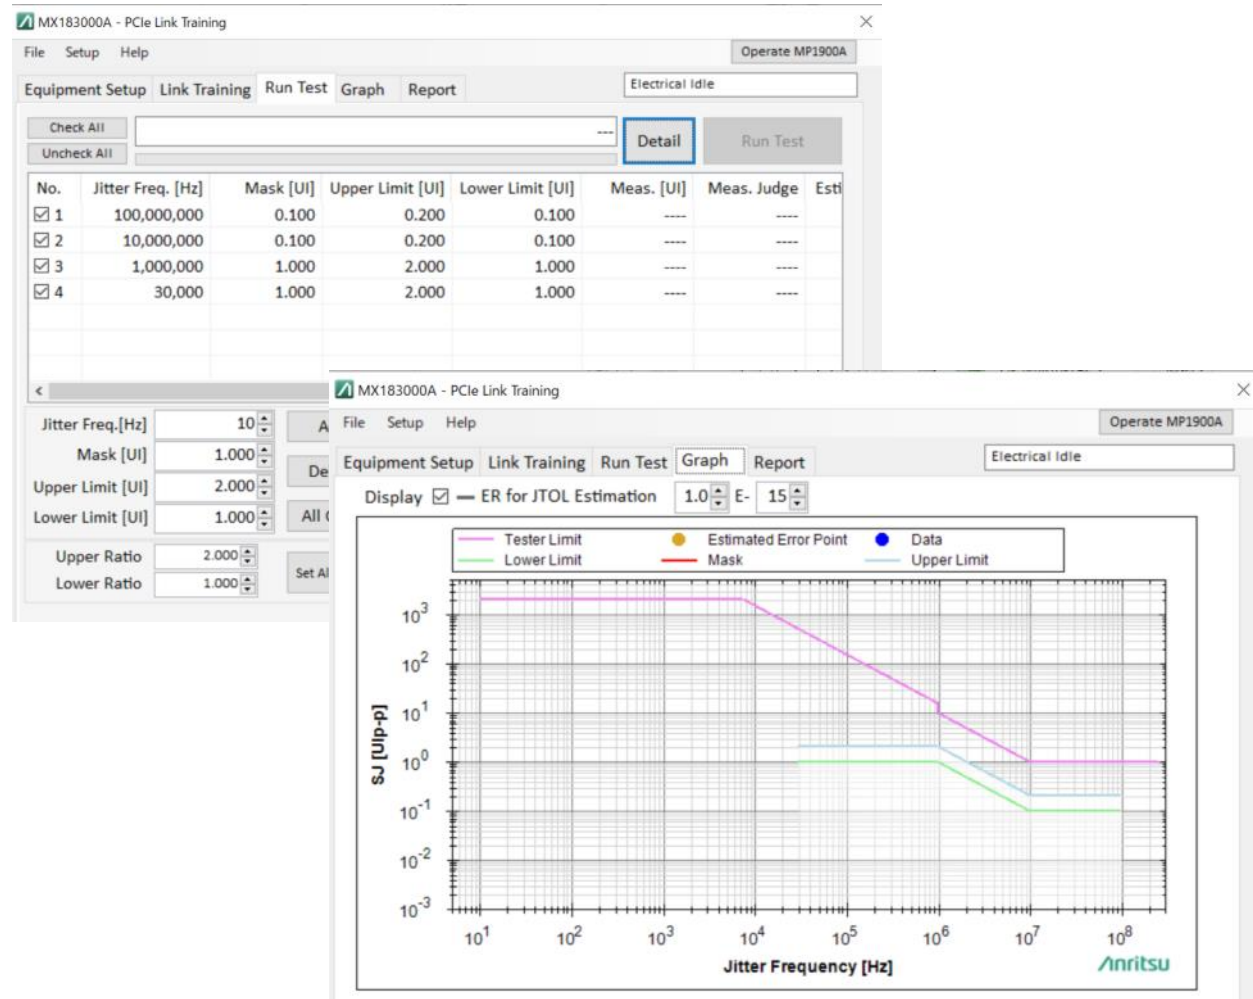 MX183000A - PCIe Link Training
File Setup Help
Operate MP1900A
Equipment Setup Link Training Run Test Graph Report
Electrical Idle
Check All
Uncheck All
---
Detail
Run Test
No. Jitter Freq. [Hz] Mask [UI] Upper Limit [UI] Lower Limit [UI] Meas. [UI] Meas. Judge Esti
1 100,000,000 0.100 0.200 0.100 ---- ----
2 10,000,000 0.100 0.200 0.100 ---- ----
3 1,000,000 1.000 2.000 1.000 ---- ----
4 30,000 1.000 2.000 1.000 ---- ----
<
Jitter Freq.[Hz] 10 A
Mask [UI] 1.000
De
Upper Limit [UI] 2.000
Lower Limit [UI] 1.000 All
Upper Ratio 2.000
Set Al
Lower Ratio 1.000
MX183000A - PCIe Link Training
File Setup Help
Operate MP1900A
Equipment Setup Link Training Run Test Graph Report
Electrical Idle
Display ER for JTOL Estimation 1.0 E- 15
Tester Limit Estimated Error Point Data
Lower Limit Mask Upper Limit
SJ [UIp-p]
10³
10²
10¹
10⁰
10⁻¹
10⁻²
10⁻³
10¹ 10² 10³ 10⁴ 10⁵ 10⁶ 10⁷ 10⁸
Jitter Frequency [Hz]
Anritsu